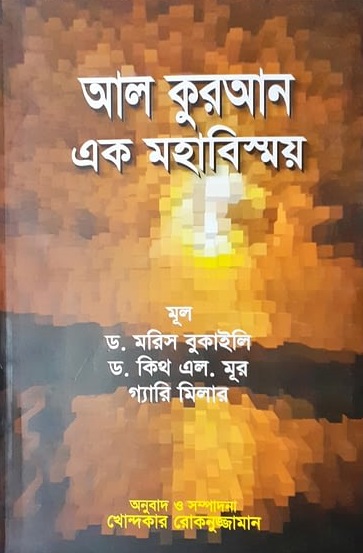 আল কুরআন
এক মহাবিস্ময়
মূল
ড. মরিস বুকাইলি
ড. কিথ এল. মূর
গ্যারি মিলার
অনুবাদ ও সম্পাদনা
খোন্দকার রোকনুজ্জামান